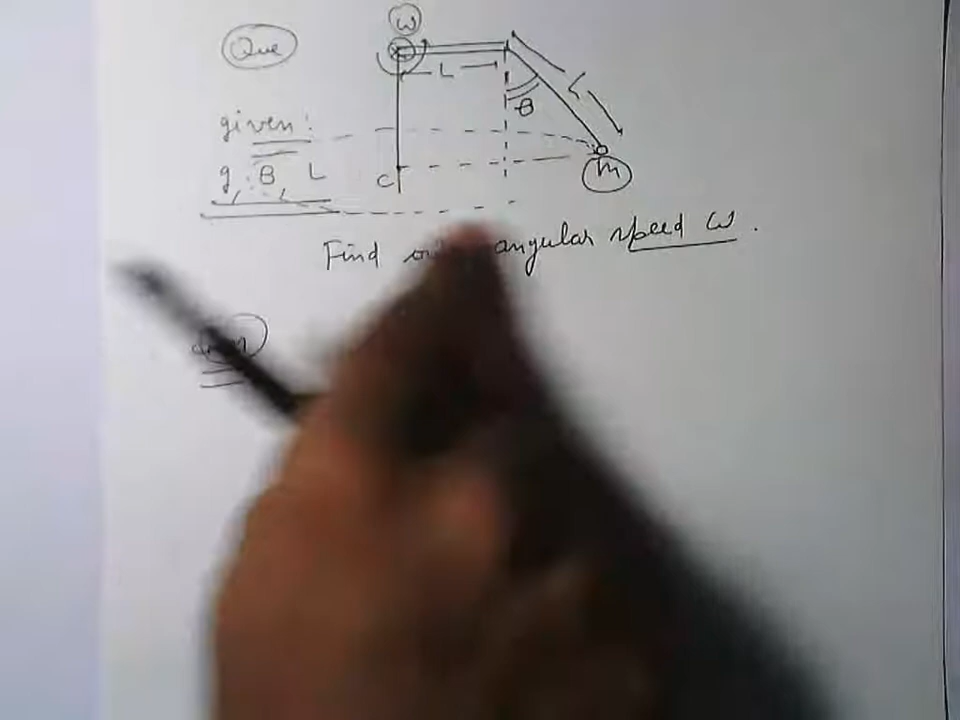 ω
Que
L
L
θ
given:
g, θ, L
C
m
Find angular speed ω.